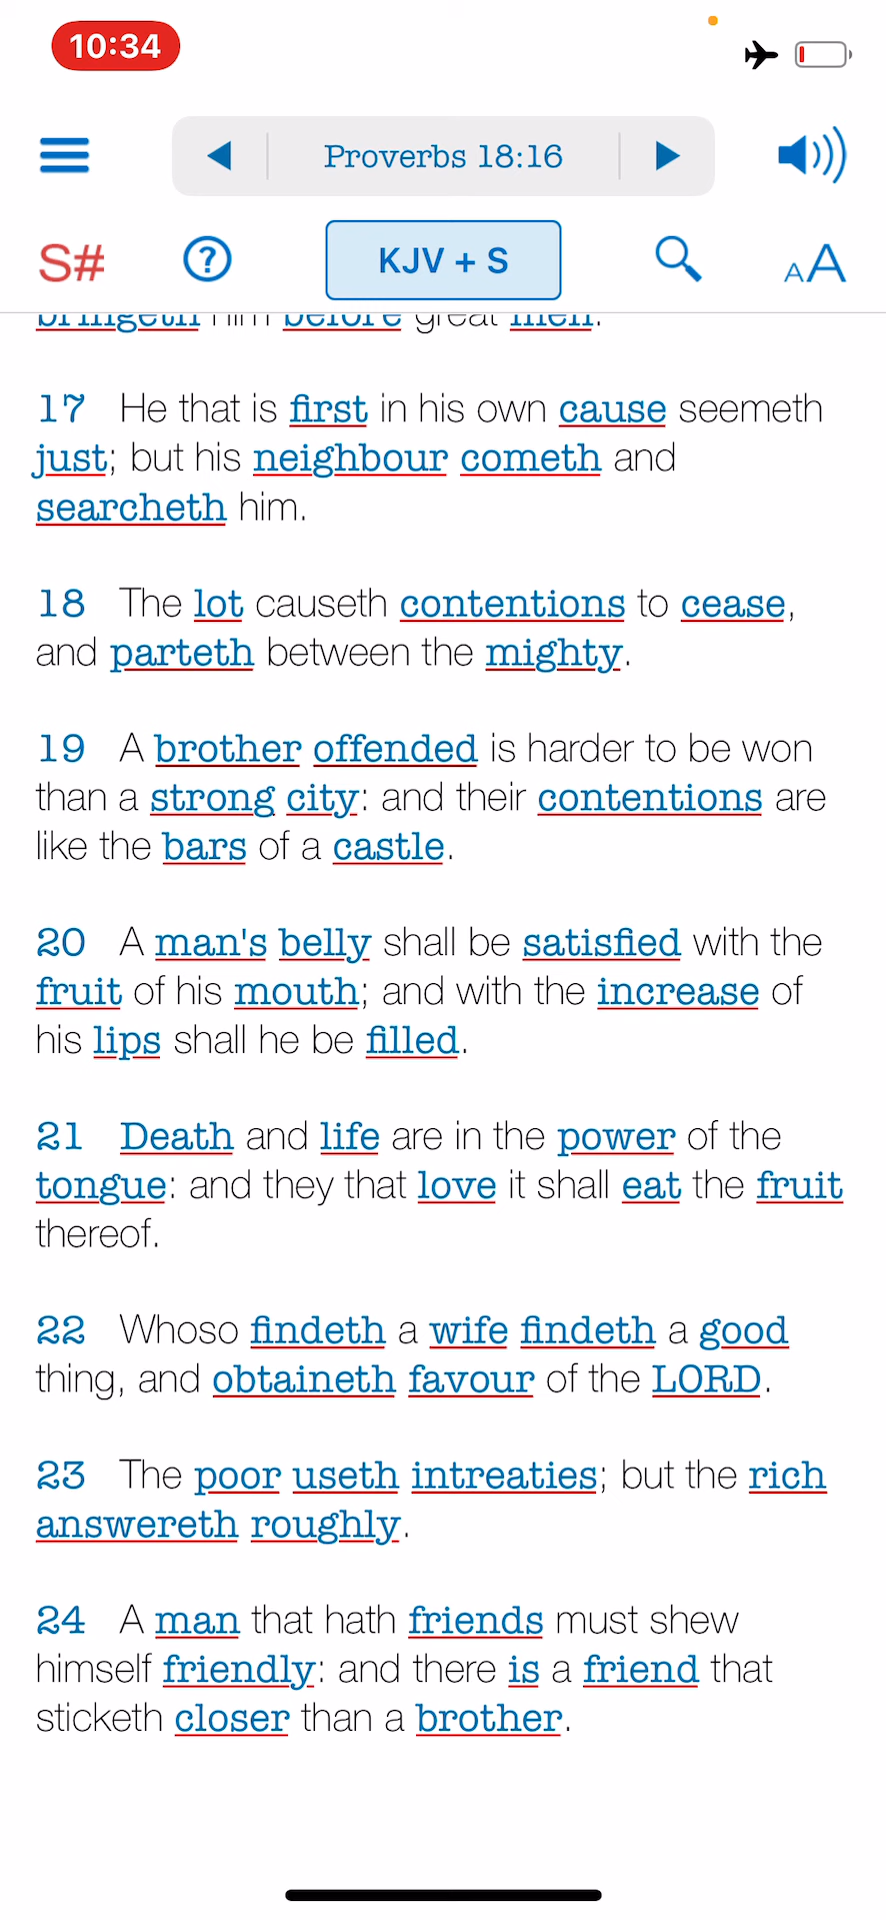 10:34
Proverbs 18:16
S# ? KJV + S AA
bringeth him before great men.
17 He that is first in his own cause seemeth
just; but his neighbour cometh and
searcheth him.
18 The lot causeth contentions to cease,
and parteth between the mighty.
19 A brother offended is harder to be won
than a strong city: and their contentions are
like the bars of a castle.
20 A man's belly shall be satisfied with the
fruit of his mouth; and with the increase of
his lips shall he be filled.
21 Death and life are in the power of the
tongue: and they that love it shall eat the fruit
thereof.
22 Whoso findeth a wife findeth a good
thing, and obtaineth favour of the LORD.
23 The poor useth intreaties; but the rich
answereth roughly.
24 A man that hath friends must shew
himself friendly: and there is a friend that
sticketh closer than a brother.